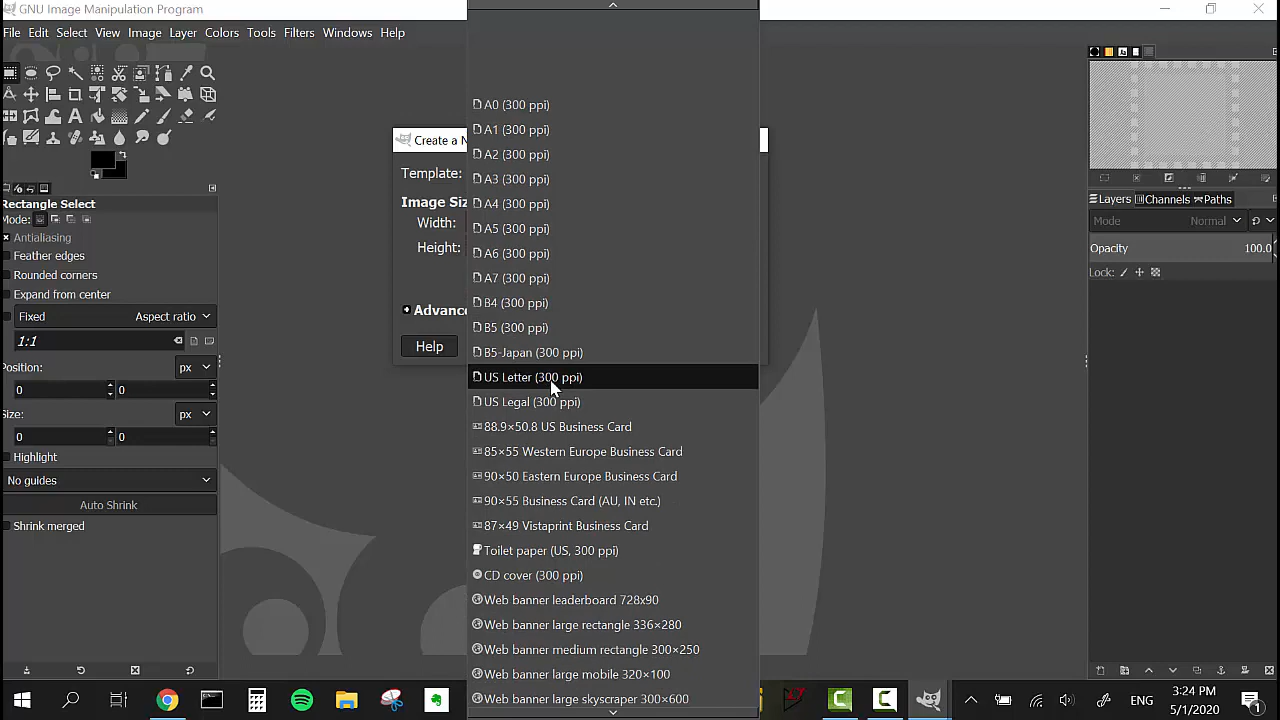 GNU Image Manipulation Program
File Edit Select View Image Layer Colors Tools Filters Windows Help
Create a N
Template:
Image Siz
Width:
Height:
Advanc
Help
A0 (300 ppi)
A1 (300 ppi)
A2 (300 ppi)
A3 (300 ppi)
A4 (300 ppi)
A5 (300 ppi)
A6 (300 ppi)
A7 (300 ppi)
B4 (300 ppi)
B5 (300 ppi)
B5-Japan (300 ppi)
US Letter (300 ppi)
US Legal (300 ppi)
88.9×50.8 US Business Card
85×55 Western Europe Business Card
90×50 Eastern Europe Business Card
90×55 Business Card (AU, IN etc.)
87×49 Vistaprint Business Card
Toilet paper (US, 300 ppi)
CD cover (300 ppi)
Web banner leaderboard 728x90
Web banner large rectangle 336×280
Web banner medium rectangle 300×250
Web banner large mobile 320×100
Web banner large skyscraper 300×600
Rectangle Select
Mode:
Antialiasing
Feather edges
Rounded corners
Expand from center
Fixed Aspect ratio
1:1
Position: px
0 0
Size: px
0 0
Highlight
No guides
Auto Shrink
Shrink merged
Layers Channels Paths
Mode Normal
Opacity 100.0
Lock:
ENG
3:24 PM
5/1/2020
1